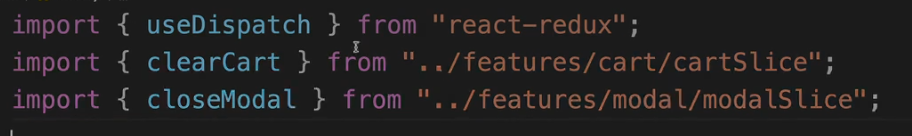 import { useDispatch } from "react-redux";
import { clearCart } from "../features/cart/cartSlice";
import { closeModal } from "../features/modal/modalSlice";